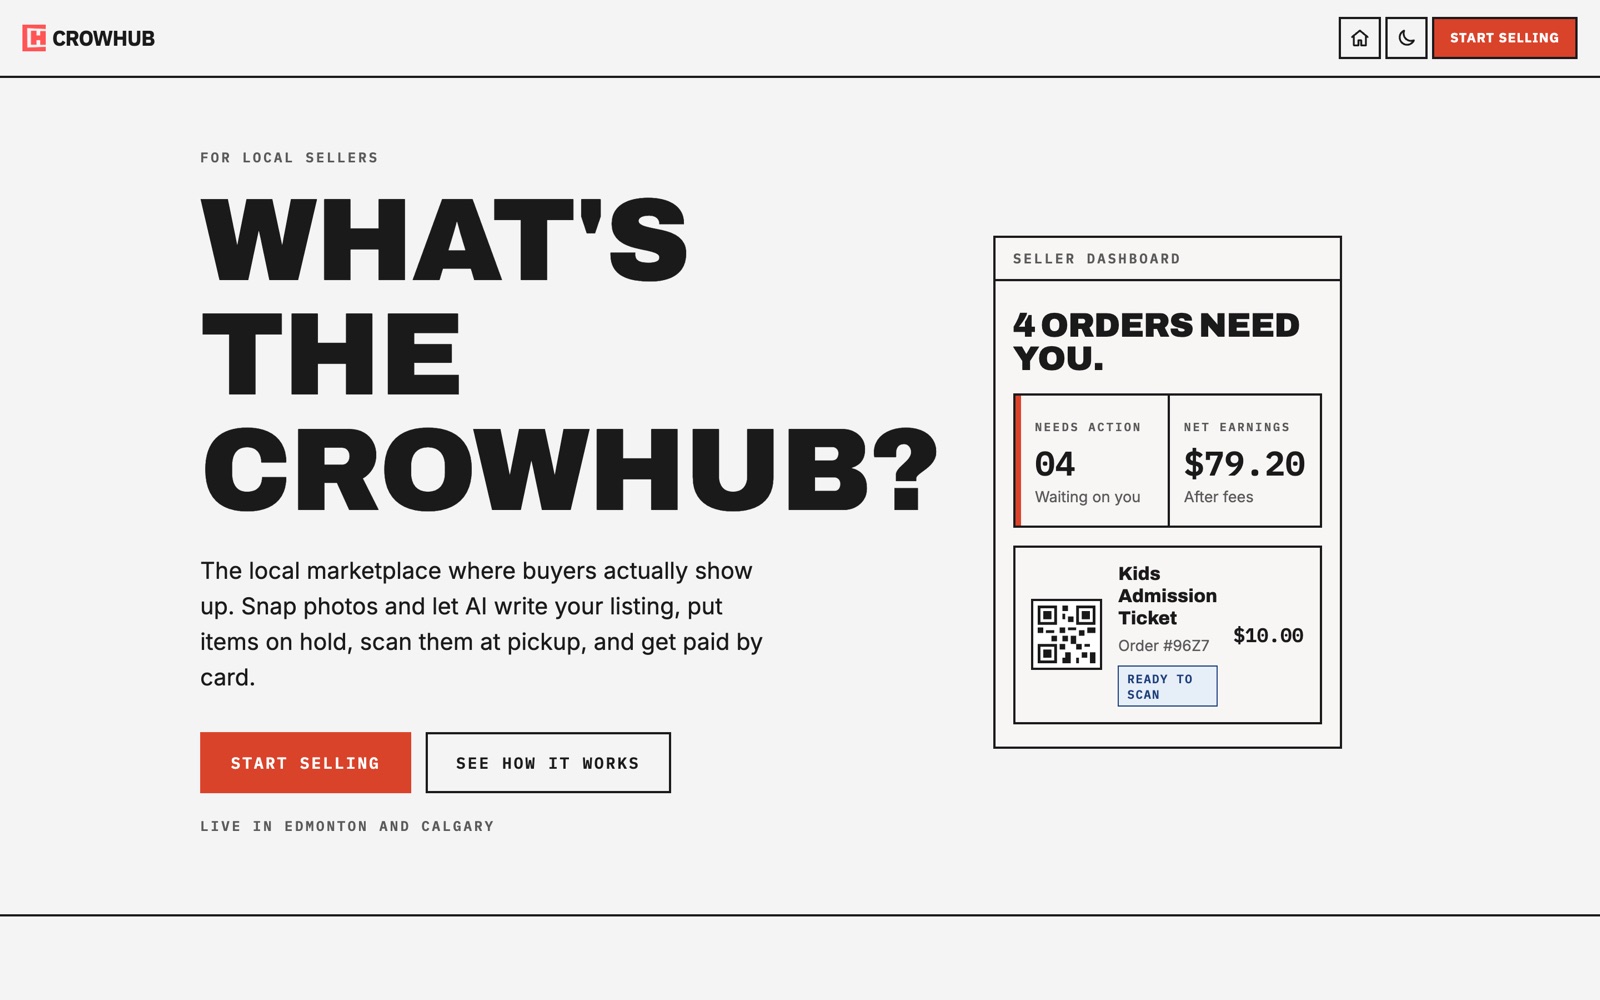 CROWHUB
START SELLING
FOR LOCAL SELLERS
WHAT'S
THE
CROWHUB?
The local marketplace where buyers actually show
up. Snap photos and let AI write your listing, put
items on hold, scan them at pickup, and get paid by
card.
START SELLING
SEE HOW IT WORKS
LIVE IN EDMONTON AND CALGARY
SELLER DASHBOARD
4 ORDERS NEED
YOU.
NEEDS ACTION
04
Waiting on you
NET EARNINGS
$79.20
After fees
Kids
Admission
Ticket
Order #96Z7
READY TO
SCAN
$10.00